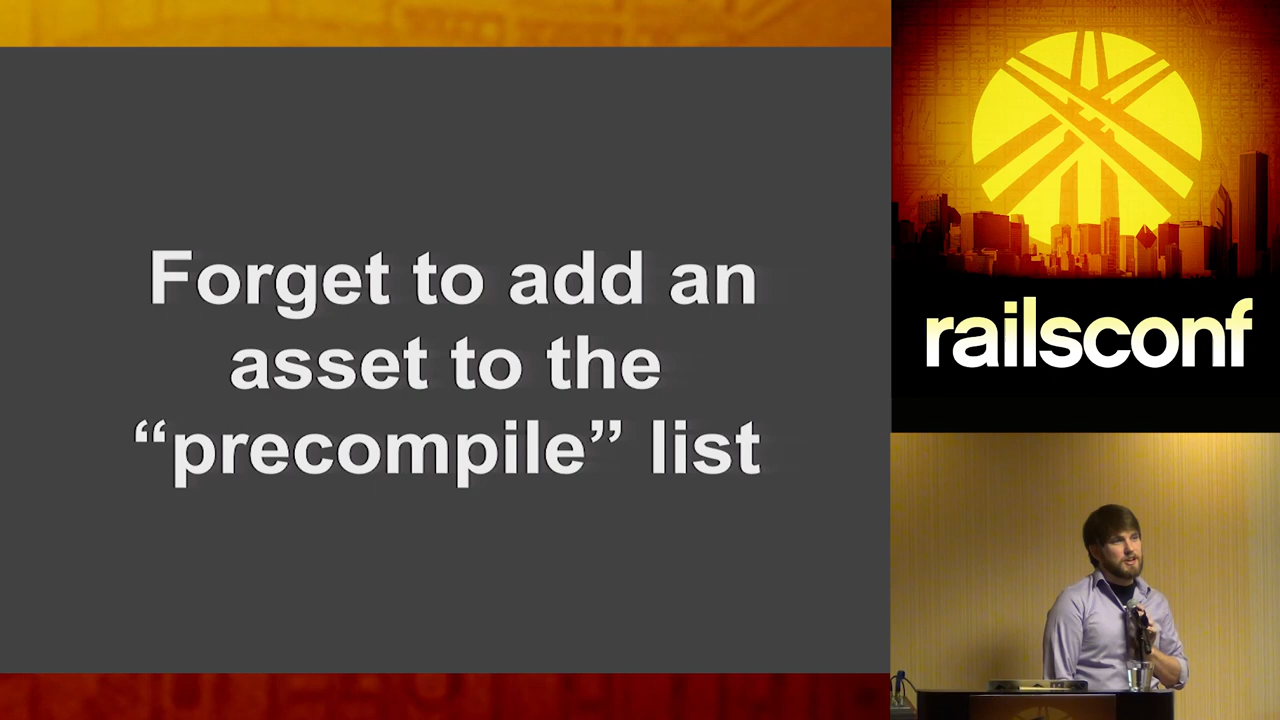 Forget to add an
asset to the
“precompile” list
railsconf